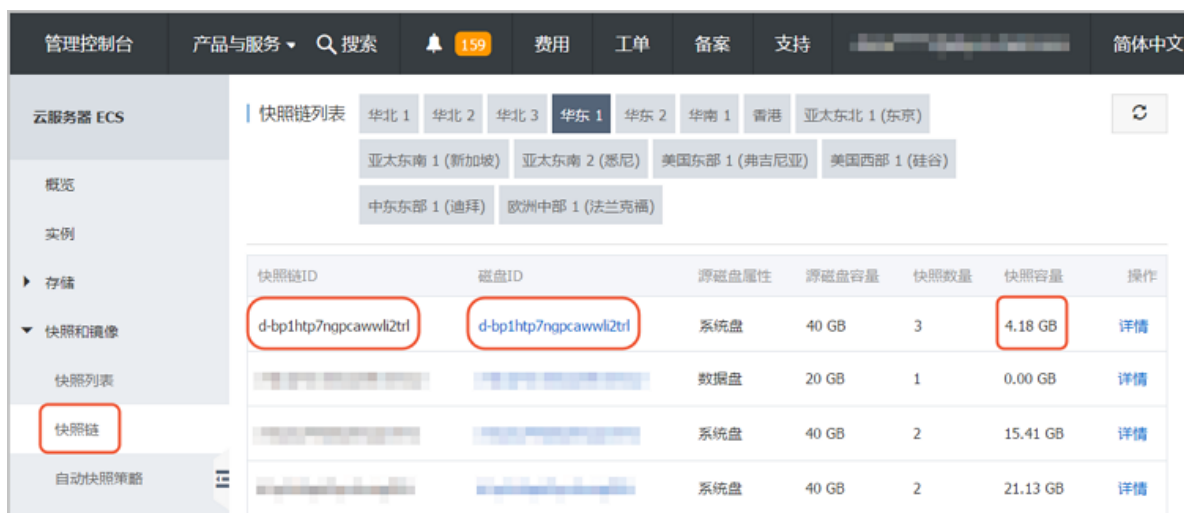 管理控制台 产品与服务 搜索 159 费用 工单 备案 支持 简体中文
云服务器 ECS
概览
实例
存储
快照和镜像
快照列表
快照链
自动快照策略
快照链列表 华北 1 华北 2 华北 3 华东 1 华东 2 华南 1 香港 亚太东北 1 (东京)
亚太东南 1 (新加坡) 亚太东南 2 (悉尼) 美国东部 1 (弗吉尼亚) 美国西部 1 (硅谷)
中东东部 1 (迪拜) 欧洲中部 1 (法兰克福)
快照链ID 磁盘ID 源磁盘属性 源磁盘容量 快照数量 快照容量 操作
d-bp1htp7ngpcawwli2trl d-bp1htp7ngpcawwli2trl 系统盘 40 GB 3 4.18 GB 详情
数据盘 20 GB 1 0.00 GB 详情
系统盘 40 GB 2 15.41 GB 详情
系统盘 40 GB 2 21.13 GB 详情